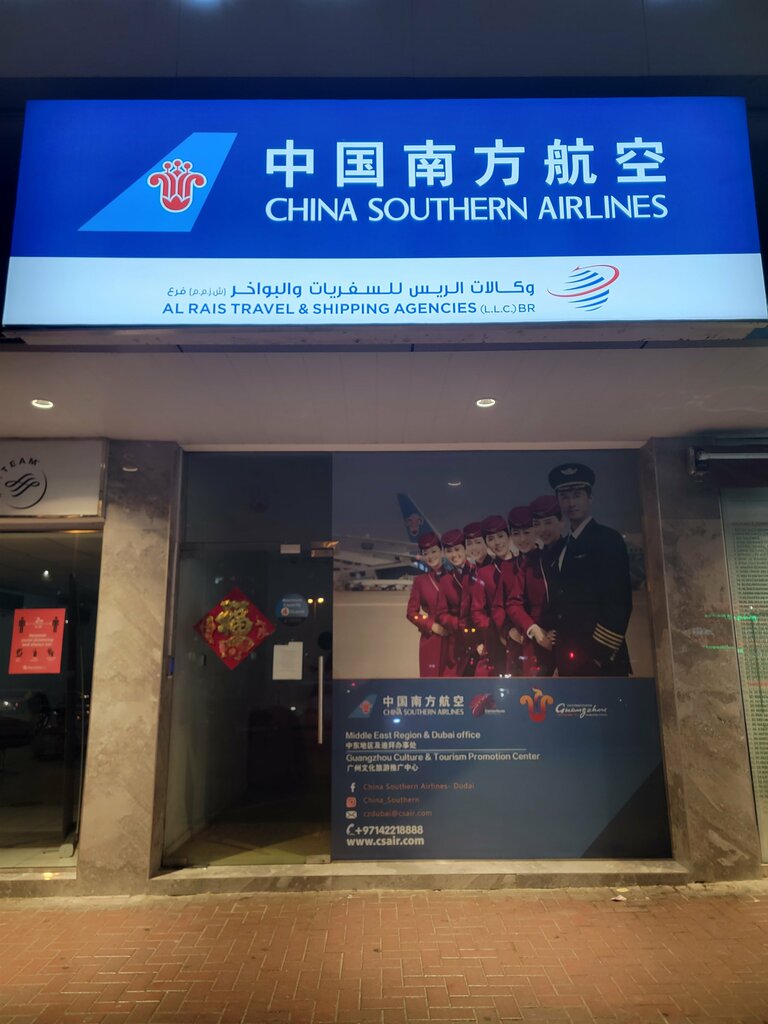 中国南方航空
CHINA SOUTHERN AIRLINES
وكالات الريس للسفريات والبواخر (ش.ذ.م.م) فرع
AL RAIS TRAVEL & SHIPPING AGENCIES (L.L.C.) BR
TEAM
中国南方航空
CHINA SOUTHERN AIRLINES
Guangzhou
Middle East Region & Dubai office
中东地区及迪拜办事处
Guangzhou Culture & Tourism Promotion Center
广州文化旅游推广中心
China Southern Airlines- Dubai
China_Southern
czdubai@csair.com
+97142218888
www.csair.com